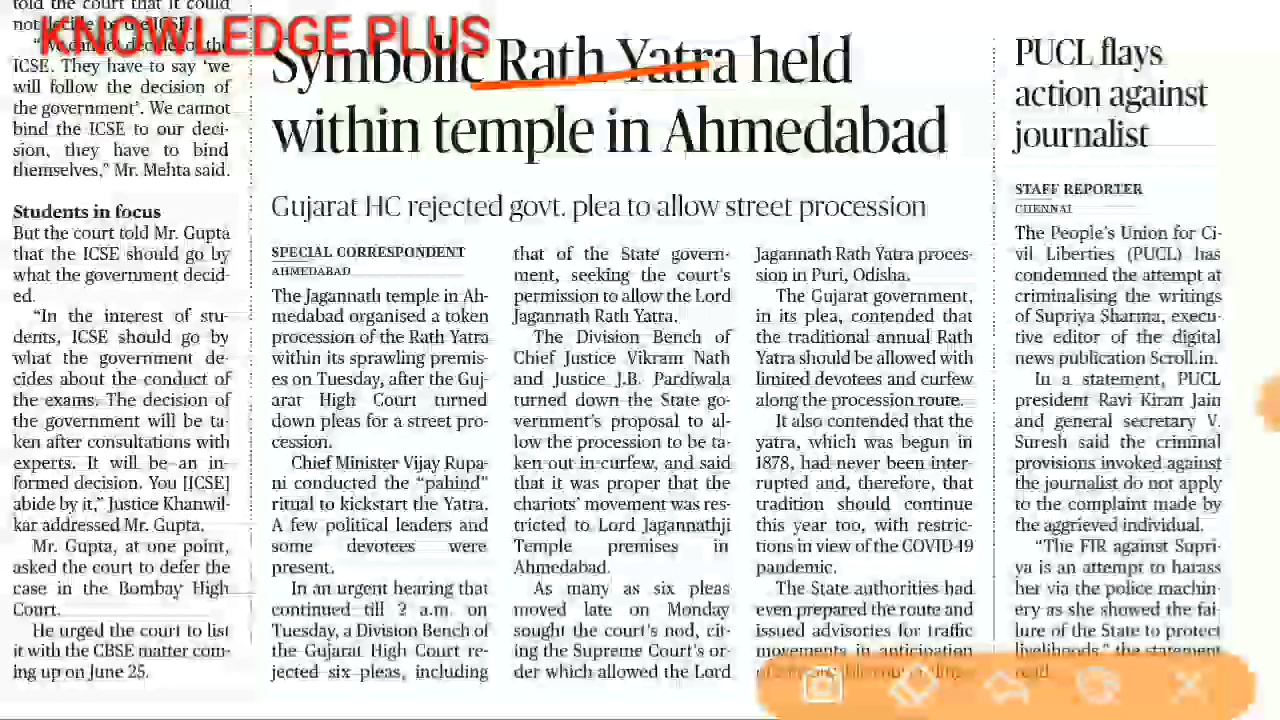 KNOWLEDGE PLUS
told the court that it could
not decide for the ICSE.
"We cannot decide for the
ICSE. They have to say 'we
will follow the decision of
the government'. We cannot
bind the ICSE to our deci-
sion, they have to bind
themselves," Mr. Mehta said.
Students in focus
But the court told Mr. Gupta
that the ICSE should go by
what the government decid-
ed.
"In the interest of stu-
dents, ICSE should go by
what the government de-
cides about the conduct of
the exams. The decision of
the government will be ta-
ken after consultations with
experts. It will be an in-
formed decision. You [ICSE]
abide by it," Justice Khanwil-
kar addressed Mr. Gupta.
Mr. Gupta, at one point,
asked the court to defer the
case in the Bombay High
Court.
He urged the court to list
it with the CBSE matter com-
ing up on June 25.
Symbolic Rath Yatra held
within temple in Ahmedabad
Gujarat HC rejected govt. plea to allow street procession
SPECIAL CORRESPONDENT
AHMEDABAD
The Jagannath temple in Ah-
medabad organised a token
procession of the Rath Yatra
within its sprawling premis-
es on Tuesday, after the Guj-
arat High Court turned
down pleas for a street pro-
cession.
Chief Minister Vijay Rupa-
ni conducted the "pahind"
ritual to kickstart the Yatra.
A few political leaders and
some devotees were
present.
In an urgent hearing that
continued till 2 a.m. on
Tuesday, a Division Bench of
the Gujarat High Court re-
jected six pleas, including
that of the State govern-
ment, seeking the court's
permission to allow the Lord
Jagannath Rath Yatra.
The Division Bench of
Chief Justice Vikram Nath
and Justice J.B. Pardiwala
turned down the State go-
vernment's proposal to al-
low the procession to be ta-
ken out in curfew, and said
that it was proper that the
chariots' movement was res-
tricted to Lord Jagannathji
Temple premises in
Ahmedabad.
As many as six pleas
moved late on Monday
sought the court's nod, cit-
ing the Supreme Court's or-
der which allowed the Lord
Jagannath Rath Yatra proces-
sion in Puri, Odisha.
The Gujarat government,
in its plea, contended that
the traditional annual Rath
Yatra should be allowed with
limited devotees and curfew
along the procession route.
It also contended that the
yatra, which was begun in
1878, had never been inter-
rupted and, therefore, that
tradition should continue
this year too, with restric-
tions in view of the COVID-19
pandemic.
The State authorities had
even prepared the route and
issued advisories for traffic
movements in anticipation
PUCL flays
action against
journalist
STAFF REPORTER
CHENNAI
The People's Union for Ci-
vil Liberties (PUCL) has
condemned the attempt at
criminalising the writings
of Supriya Sharma, execu-
tive editor of the digital
news publication Scroll.in.
In a statement, PUCL
president Ravi Kiran Jain
and general secretary V.
Suresh said the criminal
provisions invoked against
the journalist do not apply
to the complaint made by
the aggrieved individual.
"The FIR against Supri-
ya is an attempt to harass
her via the police machin-
ery as she showed the fai-
lure of the State to protect
livelihoods," the statement
read.